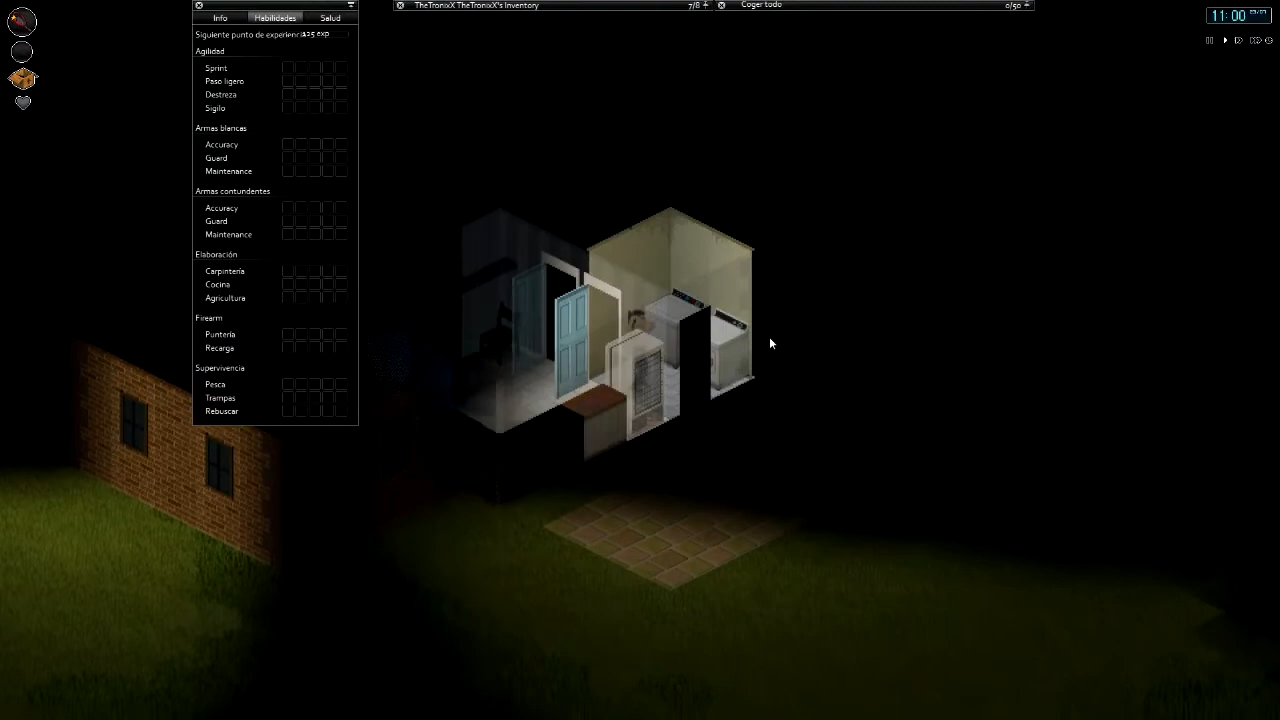 TheTronixX TheTronixX's Inventory 7/8
Coger todo 0/50
11:00
Info Habilidades Salud
Siguiente punto de experiencia 125 exp
Agilidad
Sprint
Paso ligero
Destreza
Sigilo
Armas blancas
Accuracy
Guard
Maintenance
Armas contundentes
Accuracy
Guard
Maintenance
Elaboración
Carpintería
Cocina
Agricultura
Firearm
Puntería
Recarga
Supervivencia
Pesca
Trampas
Rebuscar